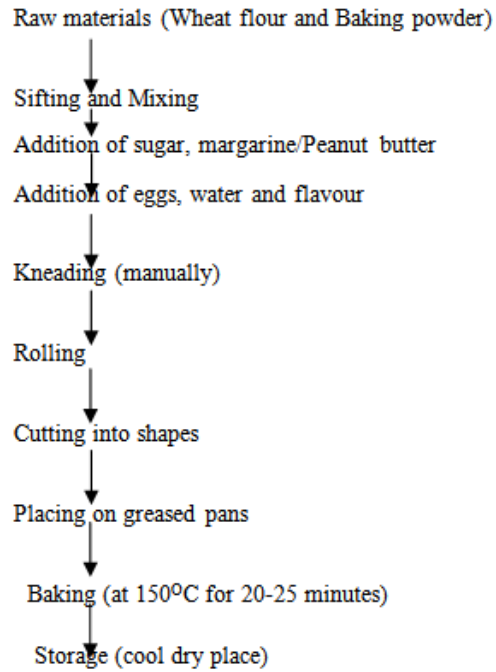 Raw materials (Wheat flour and Baking powder)
Sifting and Mixing
Addition of sugar, margarine/Peanut butter
Addition of eggs, water and flavour
Kneading (manually)
Rolling
Cutting into shapes
Placing on greased pans
Baking (at 150⁰C for 20-25 minutes)
Storage (cool dry place)